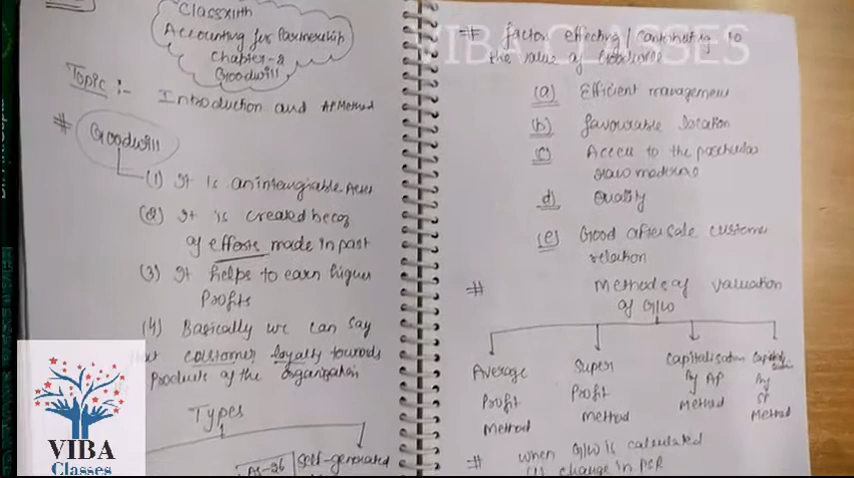 Class XIIth
Accounting for Partnership
Chapter-2
Goodwill
Topic :- Introduction and AP Method
# Goodwill
(1) It is an intangiable Asset
(2) It is created becoz
of efforts made in past
(3) It helps to earn higher
Profits
(4) Basically we can say
that customer loyalty towards
Products of the organization
Types
AS-26
Self-generated
VIBA
Classes
VIBA CLASSES
# factor effecting/contributing to
the value of Goodwill
(a) Efficient management
(b) favourable location
(c) Access to the particular
raw material
d) Quality
(e) Good after sale customer
relation
# Methods of valuation
of G/w
Average
Profit
Method
Super
Profit
Method
Capitalisation
By AP
Method
By
SP
Method
# when G/w is calculated
(1) change in PSR